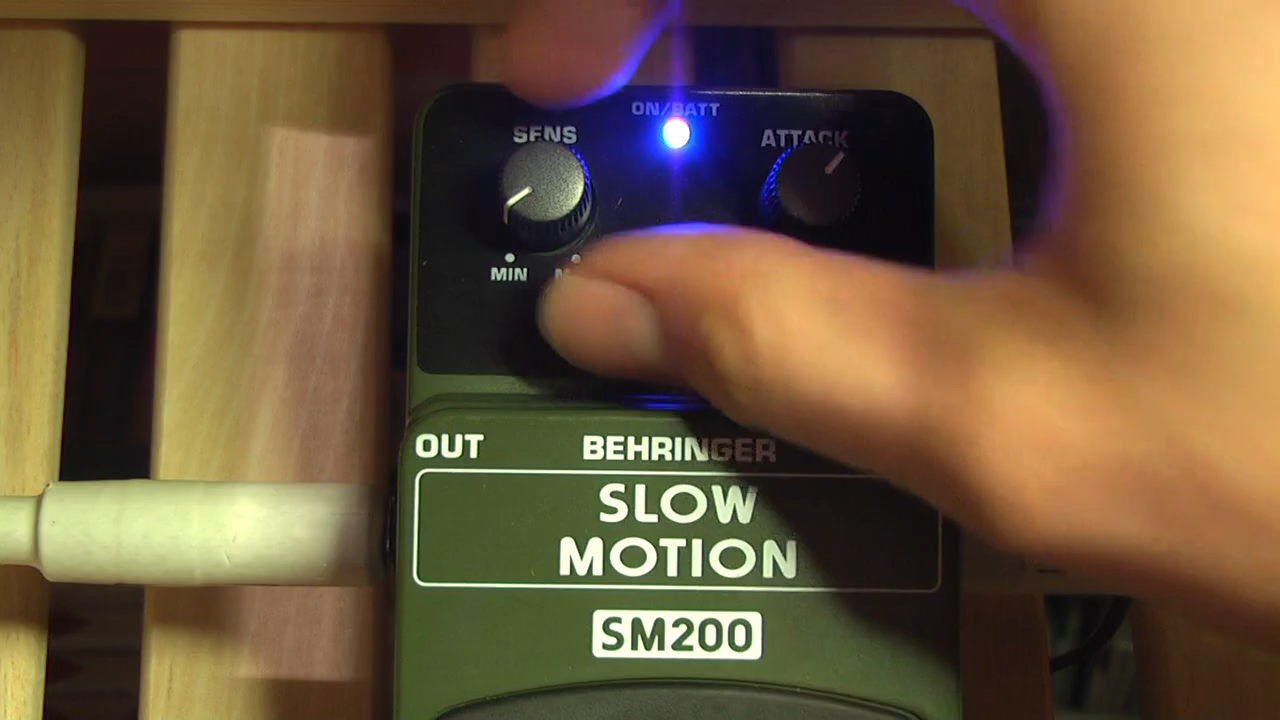 ON/BATT
SENS
ATTACK
MIN
OUT
BEHRINGER
SLOW
MOTION
SM200